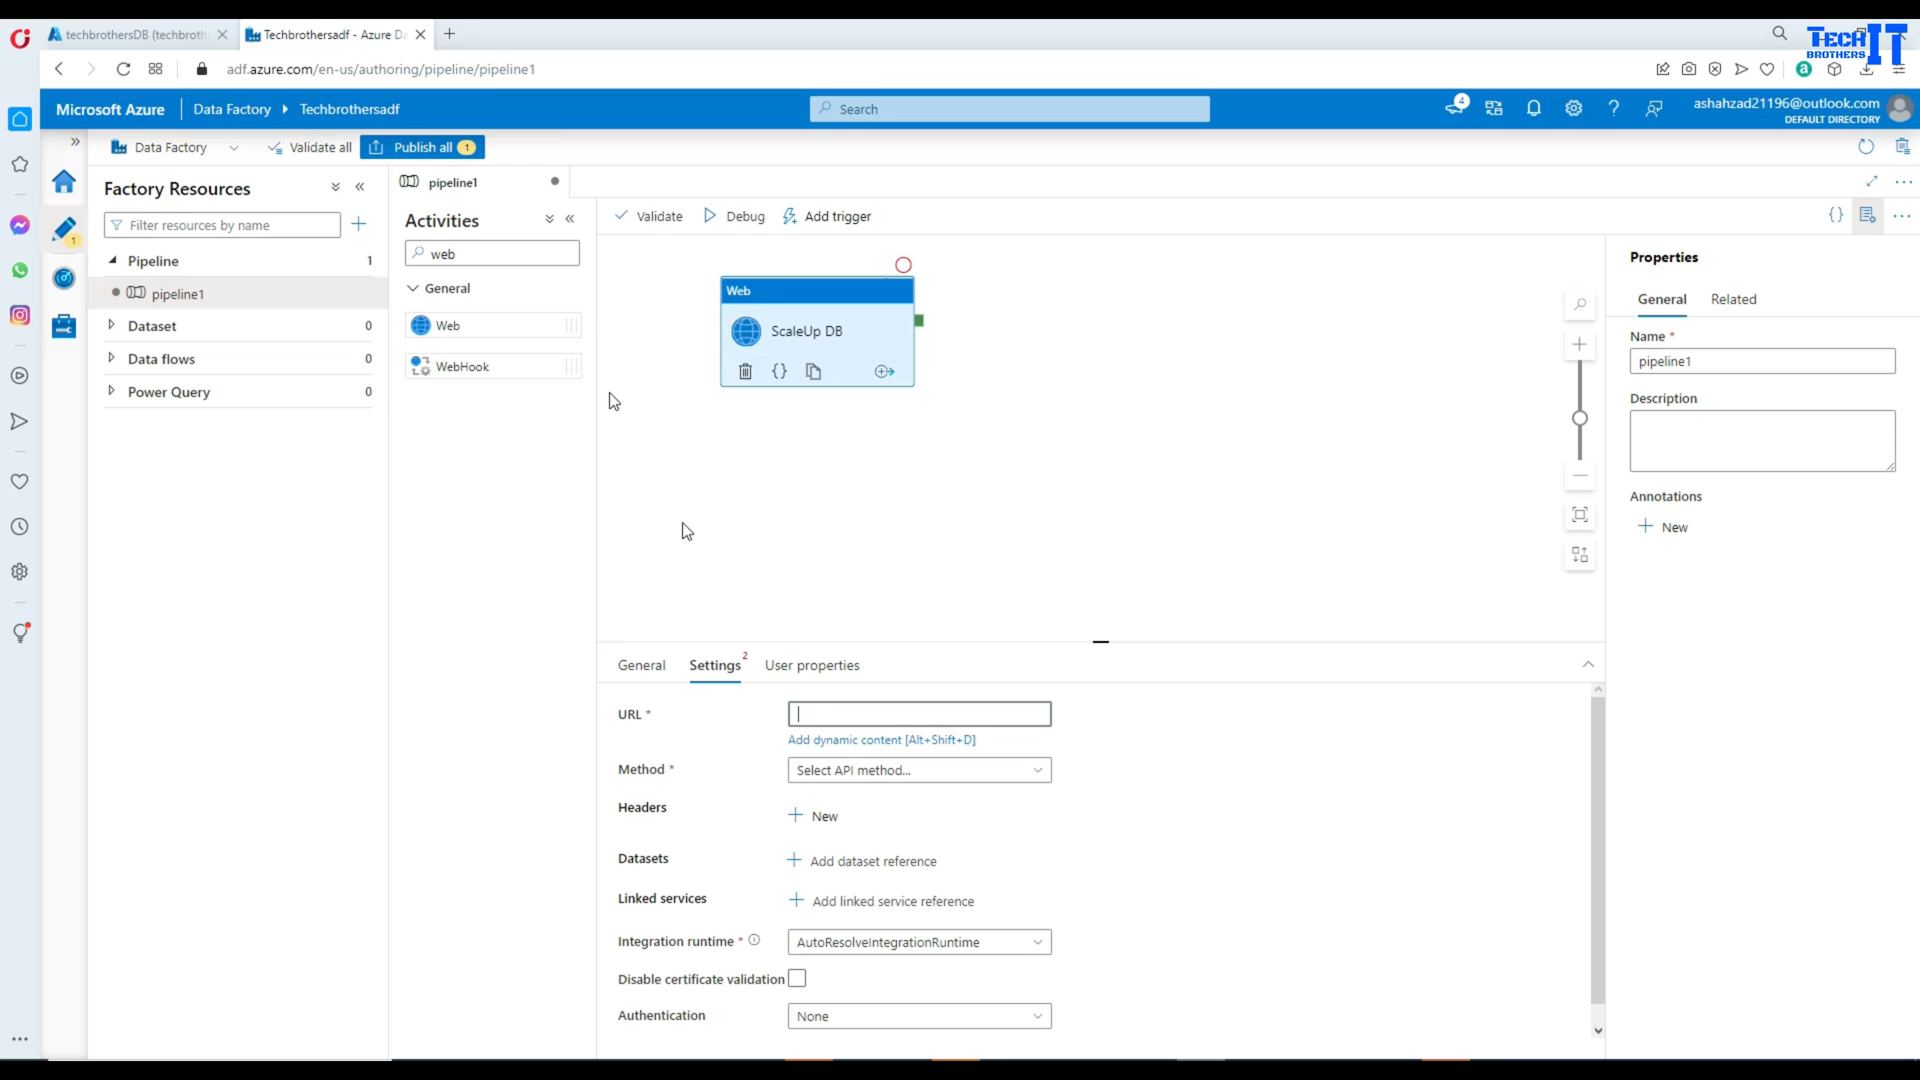 techbrothersDB (techbroth
Techbrothersadf - Azure Da
TECH IT
BROTHERS
adf.azure.com/en-us/authoring/pipeline/pipeline1
Microsoft Azure
Data Factory
Techbrothersadf
Search
4
ashahzad21196@outlook.com
DEFAULT DIRECTORY
Data Factory
Validate all
Publish all
1
Factory Resources
Filter resources by name
1
Pipeline
1
pipeline1
Dataset
0
Data flows
0
Power Query
0
pipeline1
Activities
web
General
Web
WebHook
Validate
Debug
Add trigger
Web
ScaleUp DB
Properties
General
Related
Name *
pipeline1
Description
Annotations
New
General
Settings
2
User properties
URL *
Add dynamic content [Alt+Shift+D]
Method *
Select API method...
Headers
New
Datasets
Add dataset reference
Linked services
Add linked service reference
Integration runtime *
AutoResolveIntegrationRuntime
Disable certificate validation
Authentication
None